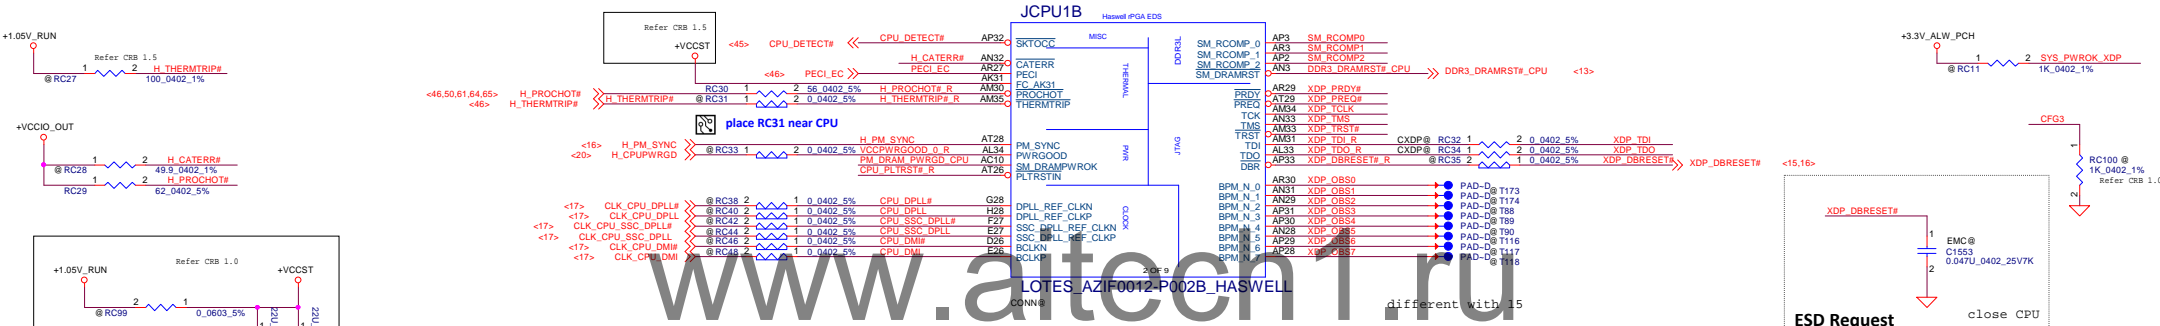 JCPU1B
Haswell rPGA EDS
+1.05V_RUN
Refer CRB 1.5
1 2 H_THERMTRIP#
@ RC27 100_0402_1%
+VCCIO_OUT
1 2 H_CATERR#
@ RC28 49.9_0402_1%
1 2 H_PROCHOT#
RC29 62_0402_5%
Refer CRB 1.0
+1.05V_RUN +VCCST
2 1
@ RC99 0_0603_5%
22U_
22U_
1
1
Refer CRB 1.5
+VCCST
<45> CPU_DETECT# CPU_DETECT# AP32 SKTOCC
H_CATERR# AN32 CATERR
<46> PECI_EC PECI_EC AR27 PECI
AK31 FC_AK31
<46,50,61,64,65> H_PROCHOT# RC30 1 2 56_0402_5% H_PROCHOT#_R AM30 PROCHOT
<46> H_THERMTRIP# H_THERMTRIP# @ RC31 1 2 0_0402_5% H_THERMTRIP#_R AM35 THERMTRIP
place RC31 near CPU
<16> H_PM_SYNC H_PM_SYNC AT28 PM_SYNC
<20> H_CPUPWRGD @ RC33 1 2 0_0402_5% VCCPWRGOOD_0_R AL34 PWRGOOD
PM_DRAM_PWRGD_CPU AC10 SM_DRAMPWROK
CPU_PLTRST#_R AT26 PLTRSTIN
<17> CLK_CPU_DPLL# @ RC38 2 1 0_0402_5% CPU_DPLL# G28 DPLL_REF_CLKN
<17> CLK_CPU_DPLL @ RC40 2 1 0_0402_5% CPU_DPLL H28 DPLL_REF_CLKP
<17> CLK_CPU_SSC_DPLL# @ RC42 2 1 0_0402_5% CPU_SSC_DPLL# F27 SSC_DPLL_REF_CLKN
<17> CLK_CPU_SSC_DPLL @ RC44 2 1 0_0402_5% CPU_SSC_DPLL E27 SSC_DPLL_REF_CLKP
<17> CLK_CPU_DMI# @ RC46 2 1 0_0402_5% CPU_DMI# D26 BCLKN
<17> CLK_CPU_DMI @ RC48 2 1 0_0402_5% CPU_DMI E26 BCLKP
MISC
THERMAL
PWR
CLOCK
DDR3L
JTAG
SM_RCOMP_0 AP3 SM_RCOMP0
SM_RCOMP_1 AR3 SM_RCOMP1
SM_RCOMP_2 AP2 SM_RCOMP2
SM_DRAMRST AN3 DDR3_DRAMRST#_CPU DDR3_DRAMRST#_CPU <13>
PRDY AR29 XDP_PRDY#
PREQ AT29 XDP_PREQ#
TCK AM34 XDP_TCLK
TMS AN33 XDP_TMS
TRST AM33 XDP_TRST#
TDI AM31 XDP_TDI_R CXDP@ RC32 1 2 0_0402_5% XDP_TDI
TDO AL33 XDP_TDO_R CXDP@ RC34 1 2 0_0402_5% XDP_TDO
DBR AP33 XDP_DBRESET#_R @ RC35 2 1 0_0402_5% XDP_DBRESET# XDP_DBRESET# <15,16>
BPM_N_0 AR30 XDP_OBS0 PAD~D @ T173
BPM_N_1 AN31 XDP_OBS1 PAD~D @ T174
BPM_N_2 AN29 XDP_OBS2 PAD~D @ T88
BPM_N_3 AP31 XDP_OBS3 PAD~D @ T89
BPM_N_4 AP30 XDP_OBS4 PAD~D @ T90
BPM_N_5 AN28 XDP_OBS5 PAD~D @ T116
BPM_N_6 AP29 XDP_OBS6 PAD~D @ T117
BPM_N_7 AP28 XDP_OBS7 PAD~D @ T118
2 OF 9
LOTES_AZIF0012-P002B_HASWELL
CONN@
different with 15
www.aitech1.ru
+3.3V_ALW_PCH
1 2 SYS_PWROK_XDP
@ RC11 1K_0402_1%
CFG3
1
RC100 @
1K_0402_1%
Refer CRB 1.0
2
XDP_DBRESET#
1
EMC@
C1553
0.047U_0402_25V7K
2
ESD Request
close CPU